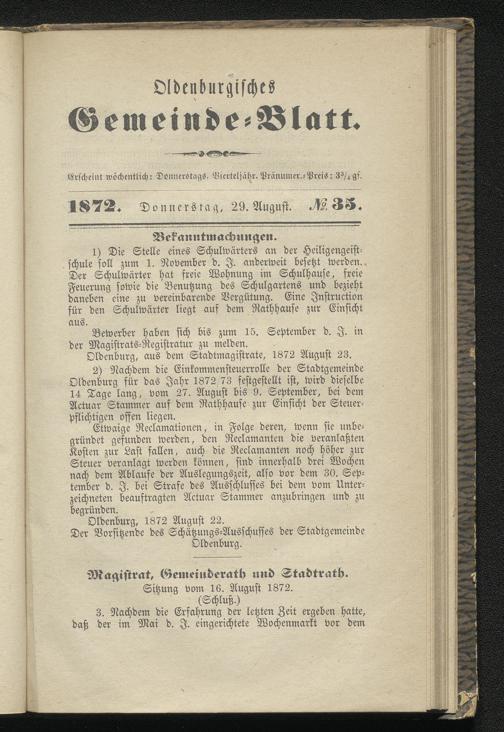 Oldenburgisches
Gemeinde-Blatt.
Erscheint wöchentlich: Donnerstags. Vierteljähr. Pränumer.-Preis: 3¾ gs.
1872. Donnerstag, 29. August. № 35.
Bekanntmachungen.
1) Die Stelle eines Schulwärters an der Heiligengeist-
schule soll zum 1. November d. J. anderweit besetzt werden.
Der Schulwärter hat freie Wohnung im Schulhause, freie
Feuerung sowie die Benutzung des Schulgartens und bezieht
daneben eine zu vereinbarende Vergütung. Eine Instruction
für den Schulwärter liegt auf dem Rathhause zur Einsicht
aus.
Bewerber haben sich bis zum 15. September d. J. in
der Magistrats-Registratur zu melden.
Oldenburg, aus dem Stadtmagistrate, 1872 August 23.
2) Nachdem die Einkommensteuerrolle der Stadtgemeinde
Oldenburg für das Jahr 1872/73 festgestellt ist, wird dieselbe
14 Tage lang, vom 27. August bis 9. September, bei dem
Actuar Stammer auf dem Rathhause zur Einsicht der Steuer-
pflichtigen offen liegen.
Etwaige Reclamationen, in Folge deren, wenn sie unbe-
gründet gefunden werden, den Reclamanten die veranlaßten
Kosten zur Last fallen, auch die Reclamanten noch höher zur
Steuer veranlagt werden können, sind innerhalb drei Wochen
nach dem Ablaufe der Auslegungszeit, also vor dem 30. Sep-
tember d. J. bei Strafe des Ausschlusses bei dem vom Unter-
zeichneten beauftragten Actuar Stammer anzubringen und zu
begründen.
Oldenburg, 1872 August 22.
Der Vorsitzende des Schätzungs-Ausschusses der Stadtgemeinde
Oldenburg.
Magistrat, Gemeinderath und Stadtrath.
Sitzung vom 16. August 1872.
(Schluß.)
3. Nachdem die Erfahrung der letzten Zeit ergeben hatte,
daß der im Mai d. J. eingerichtete Wochenmarkt vor dem